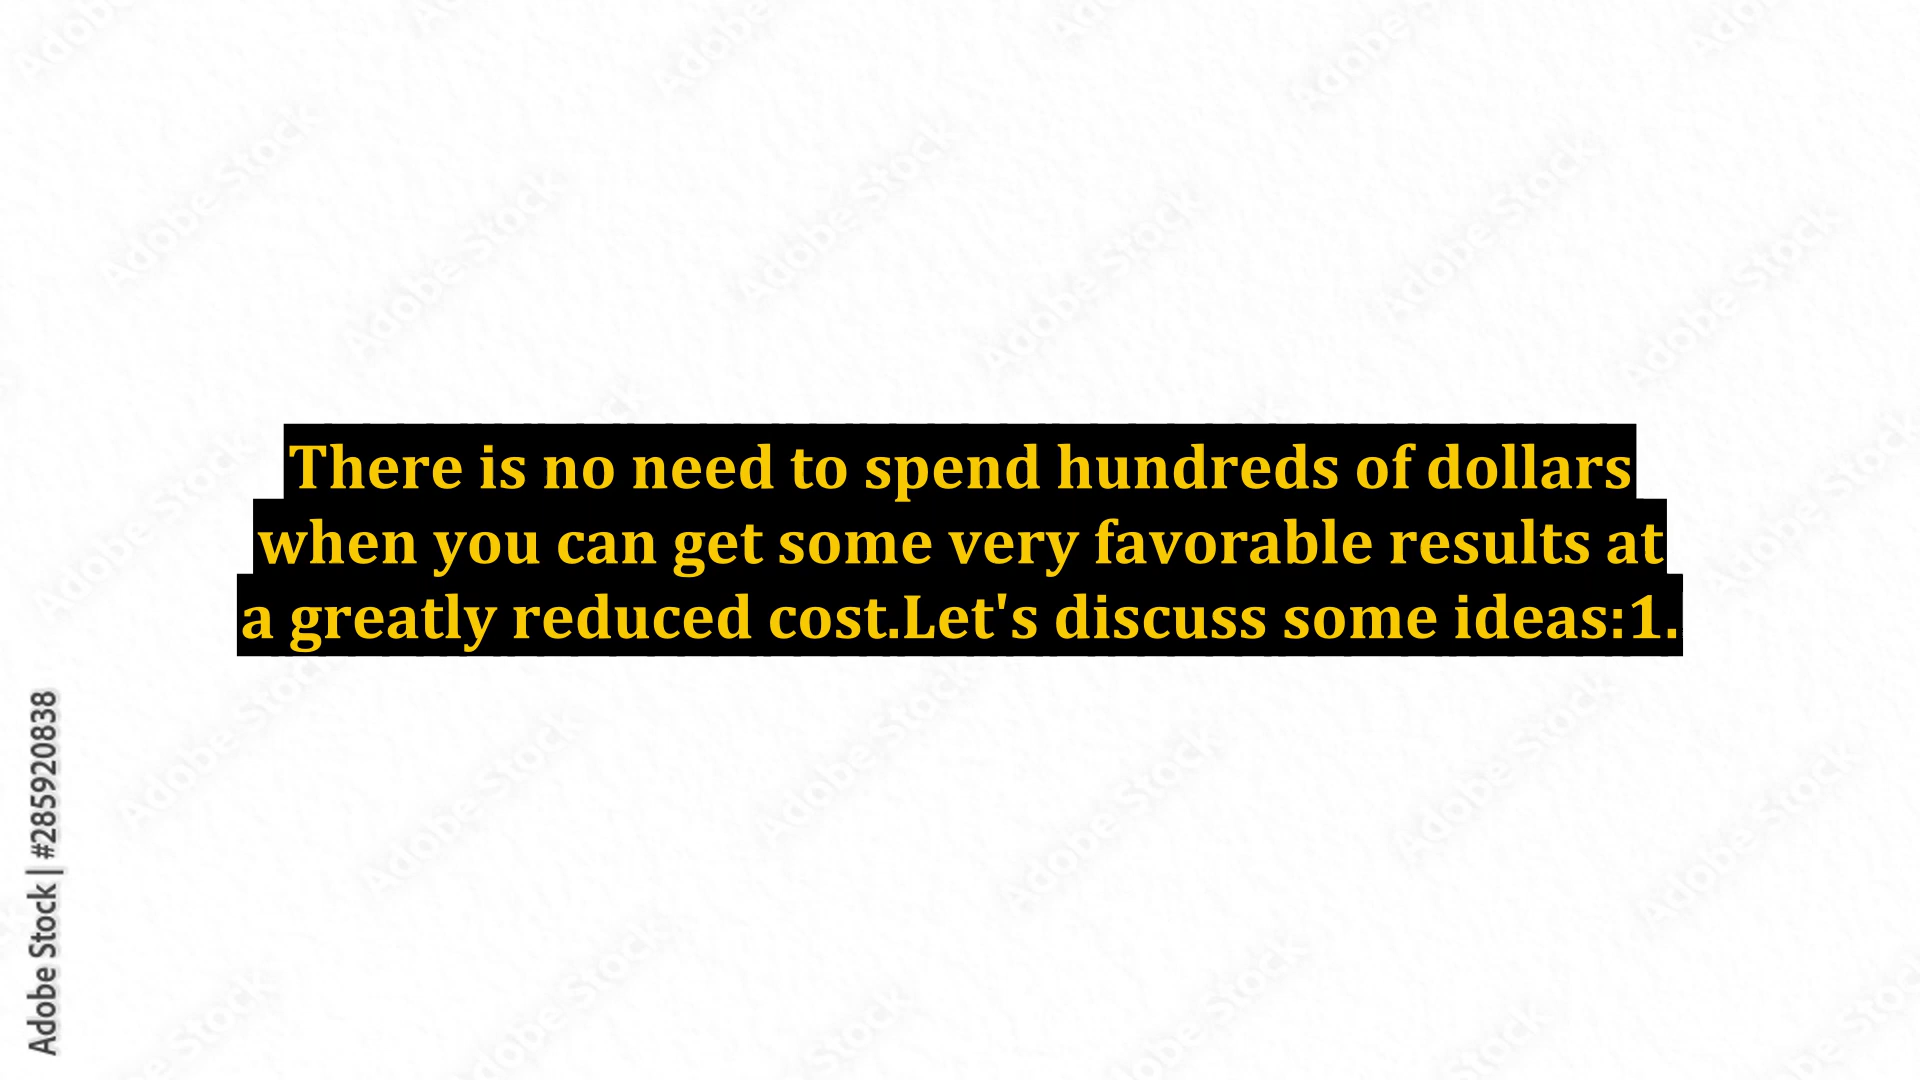 There is no need to spend hundreds of dollars
when you can get some very favorable results at
a greatly reduced cost.Let's discuss some ideas:1.
Adobe Stock | #285920838